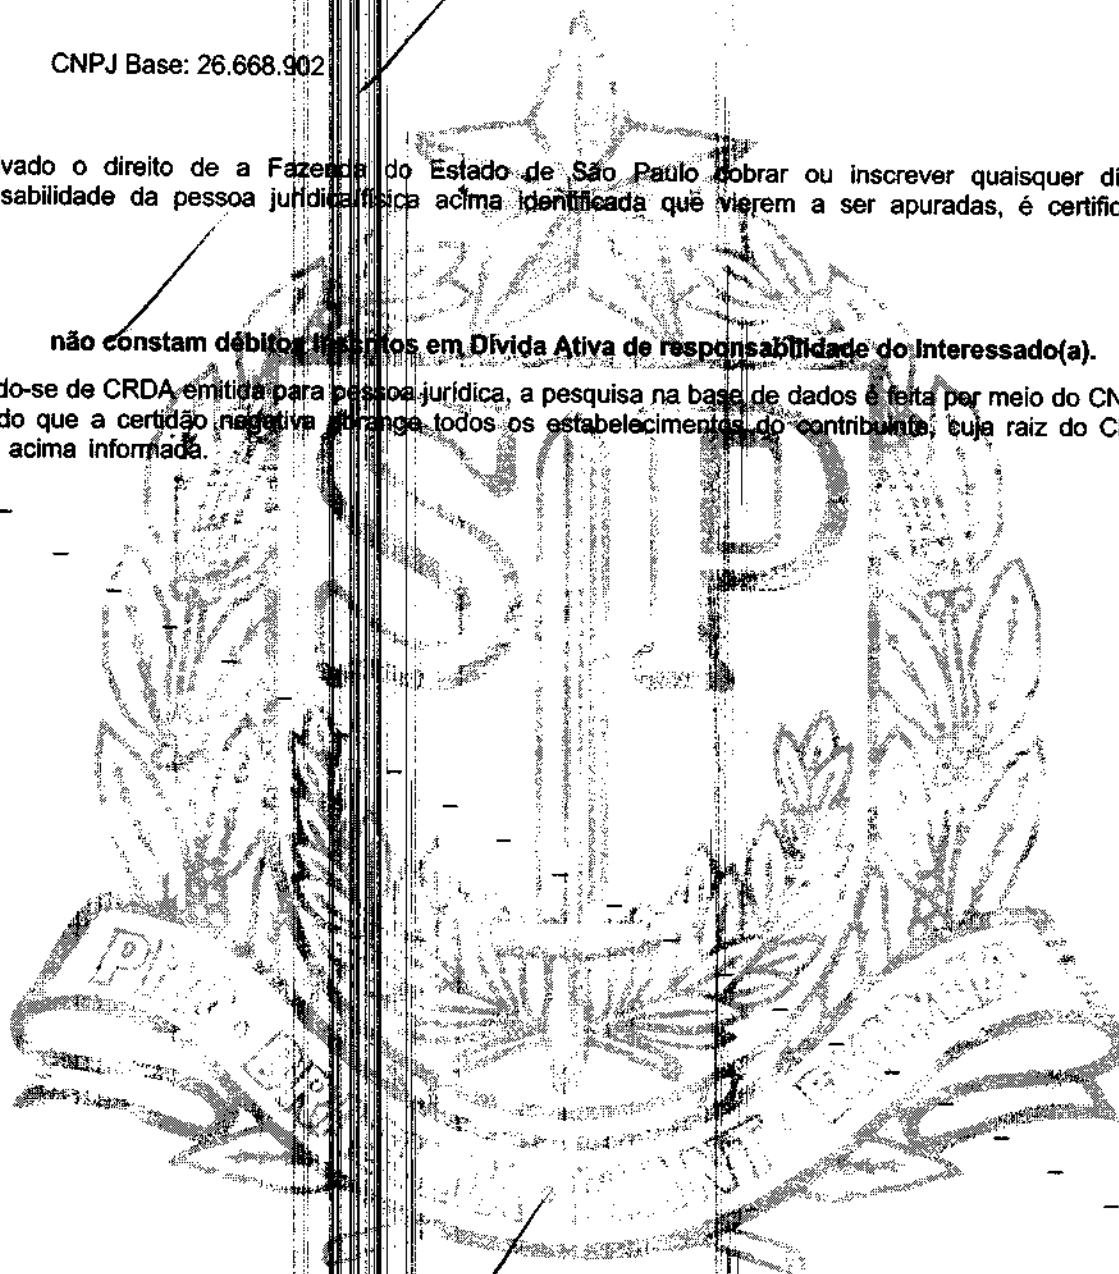 CNPJ Base: 26.668.902
vado o direito de a Fazenda do Estado de São Paulo cobrar ou inscrever quaisquer dí
sabilidade da pessoa jurídica/física acima identificada que vierem a ser apuradas, é certific
não constam débitos inscritos em Dívida Ativa de responsabilidade do Interessado(a).
do-se de CRDA emitida para pessoa jurídica, a pesquisa na base de dados é feita por meio do CN
do que a certidão negativa abrange todos os estabelecimentos do contribuinte, cuja raiz do C
acima informada.
SP